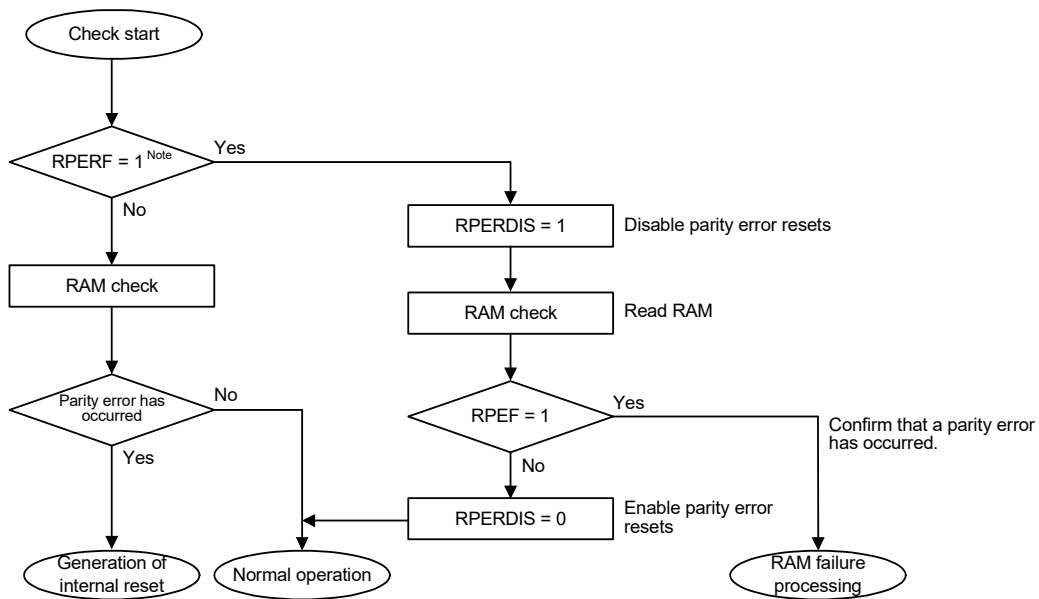 Check start
RPERF = 1 Note
Yes
No
RPERDIS = 1
Disable parity error resets
RAM check
RAM check
Read RAM
Parity error has
occurred
No
Yes
RPEF = 1
Yes
Confirm that a parity error
has occurred.
No
RPERDIS = 0
Enable parity error
resets
Generation of
internal reset
Normal operation
RAM failure
processing